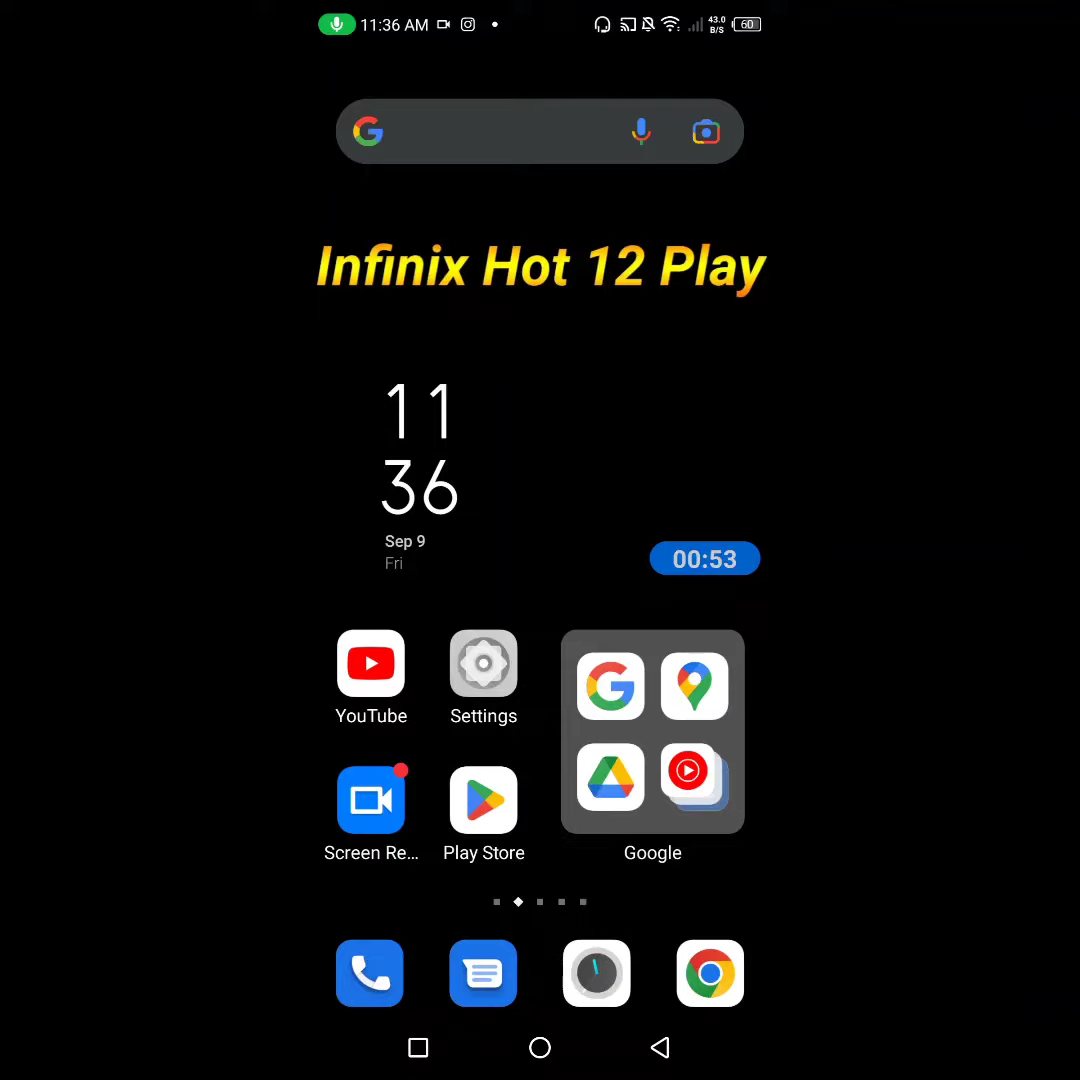 11:36 AM
43.0
B/S
60
Infinix Hot 12 Play
11
36
Sep 9
Fri
00:53
YouTube
Settings
Screen Re...
Play Store
Google